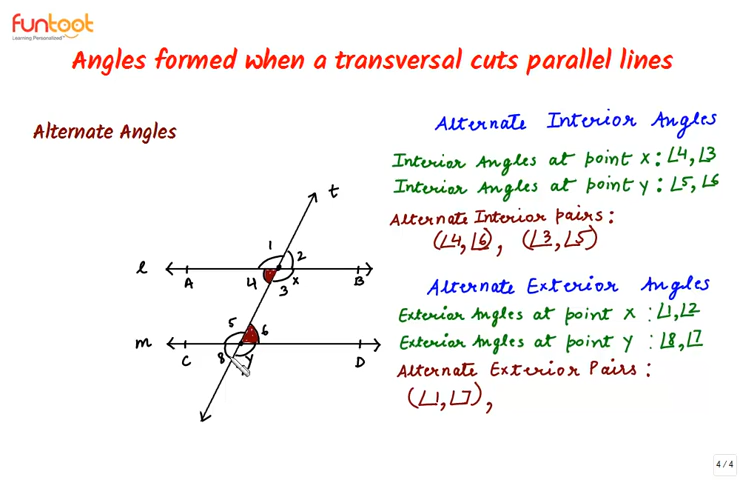 funtoot
Learning Personalized
Angles formed when a transversal cuts parallel lines
Alternate Angles
Alternate Interior Angles
Interior Angles at point x : ∠4, ∠3
Interior Angles at point y : ∠5, ∠6
Alternate Interior pairs :
(∠4, ∠6), (∠3, ∠5)
Alternate Exterior Angles
Exterior Angles at point x : ∠1, ∠2
Exterior Angles at point y : ∠8, ∠7
Alternate Exterior Pairs :
(∠1, ∠7),
t
1 2
l
A 4 3 x B
5 6
m
C 8 y D
4 / 4